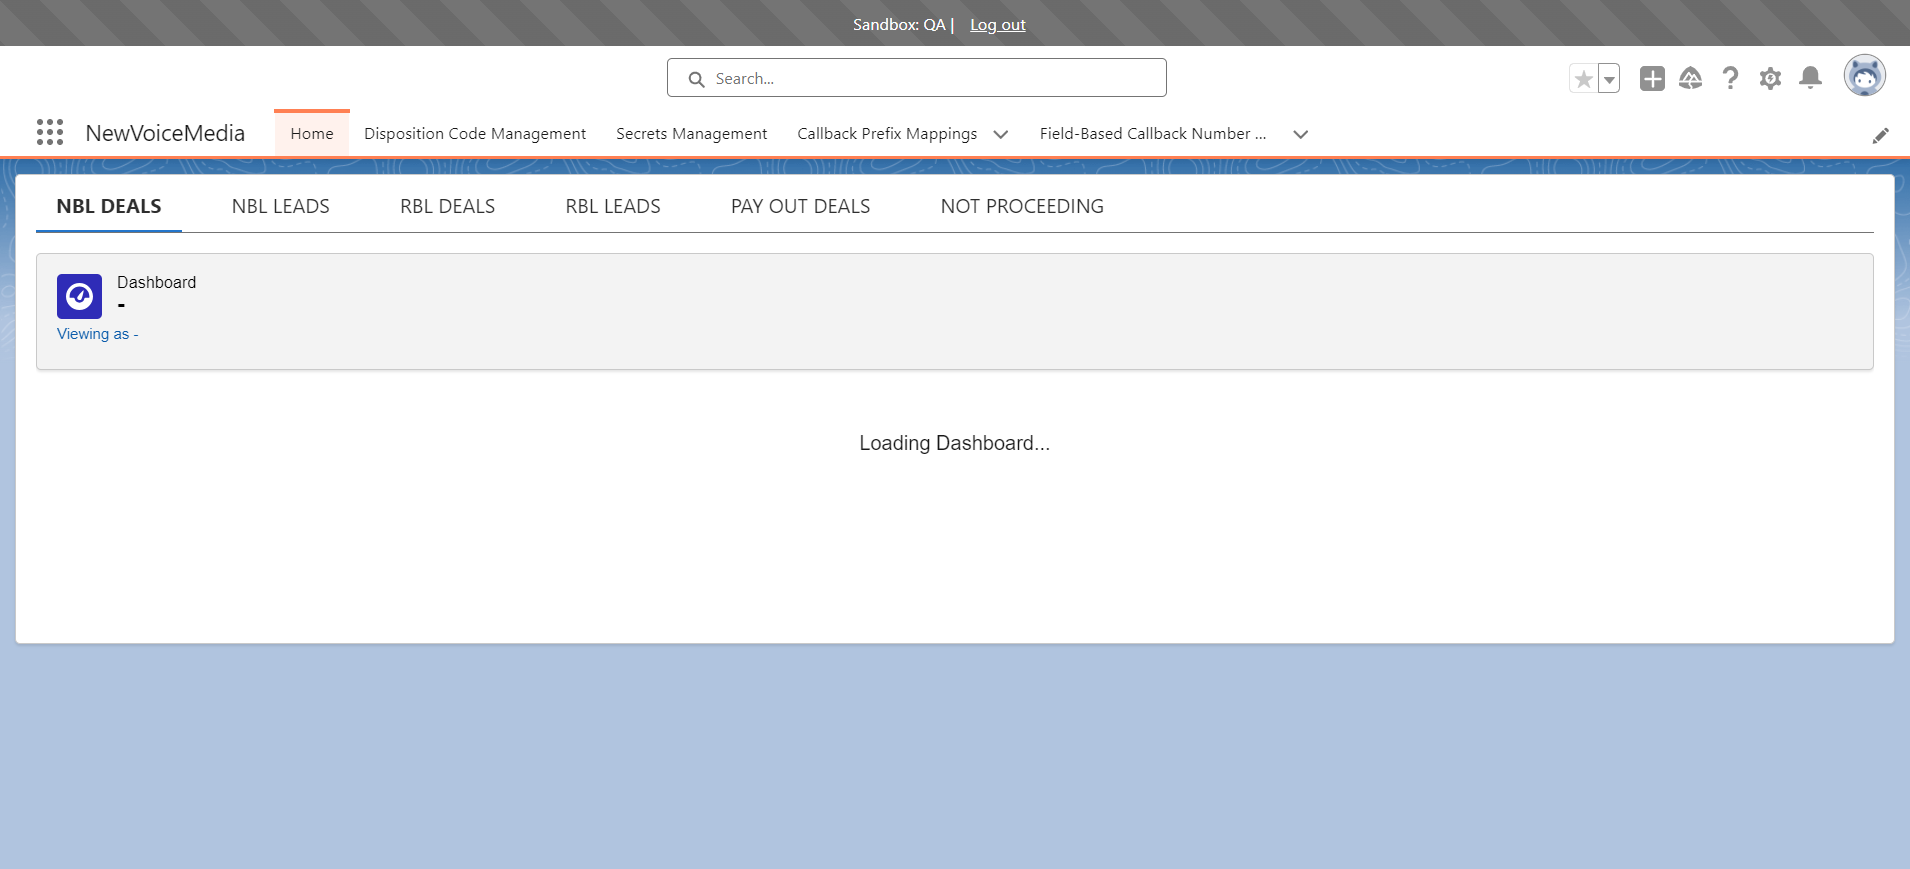 Sandbox: QA | Log out
Search...
NewVoiceMedia
Home
Disposition Code Management
Secrets Management
Callback Prefix Mappings
Field-Based Callback Number ...
NBL DEALS
NBL LEADS
RBL DEALS
RBL LEADS
PAY OUT DEALS
NOT PROCEEDING
Dashboard
-
Viewing as -
Loading Dashboard...